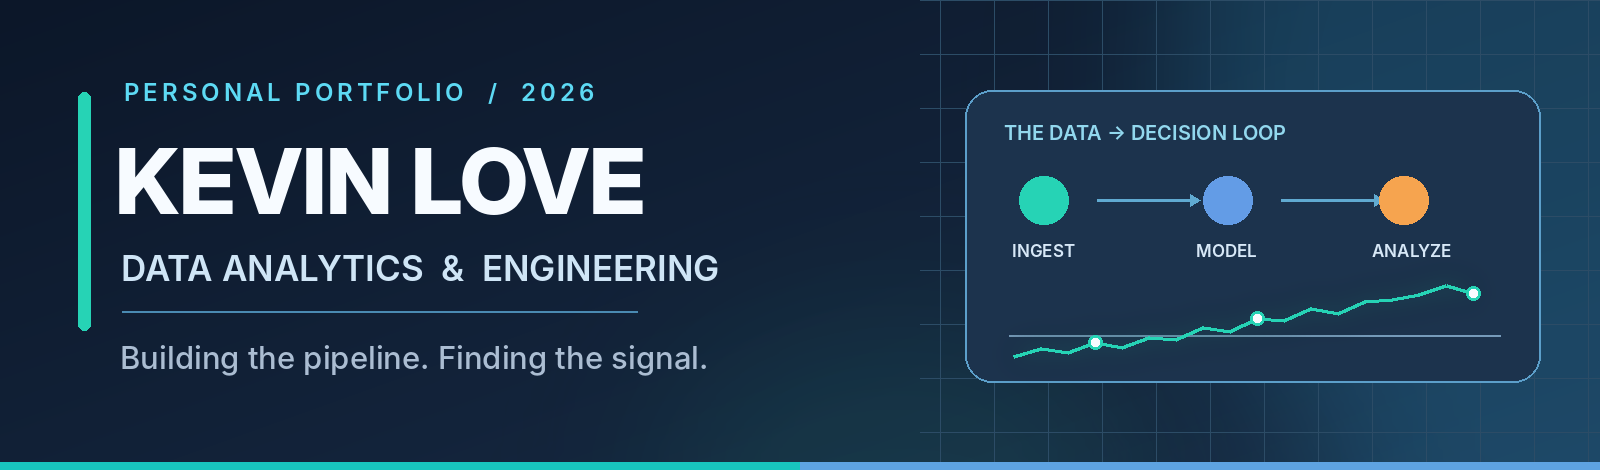 PERSONAL PORTFOLIO / 2026
KEVIN LOVE
DATA ANALYTICS & ENGINEERING
Building the pipeline. Finding the signal.
THE DATA → DECISION LOOP
INGEST MODEL ANALYZE